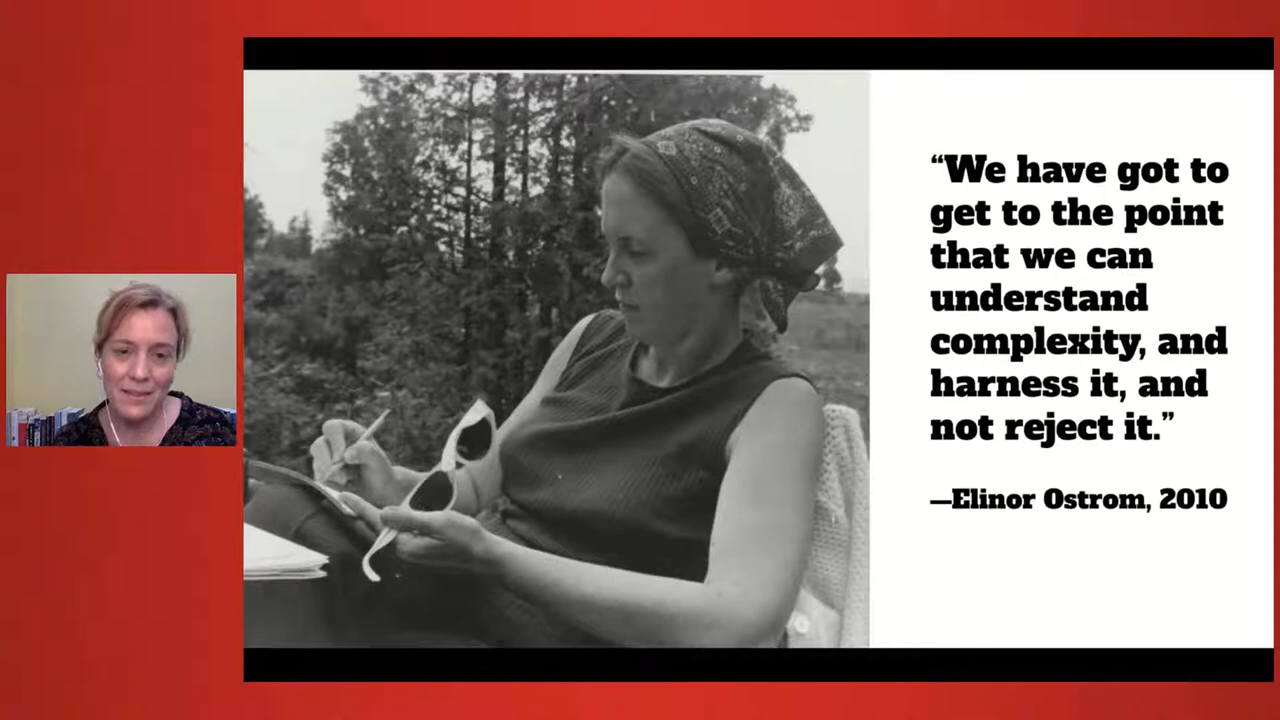 “We have got to
get to the point
that we can
understand
complexity, and
harness it, and
not reject it.”
—Elinor Ostrom, 2010